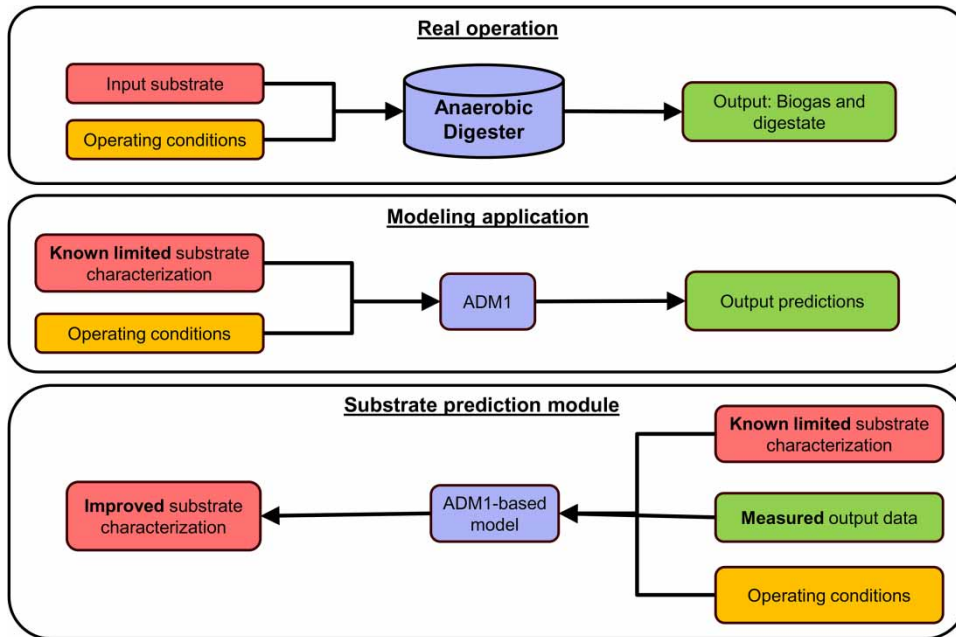 Real operation
Input substrate
Operating conditions
Anaerobic
Digester
Output: Biogas and
digestate
Modeling application
Known limited substrate
characterization
Operating conditions
ADM1
Output predictions
Substrate prediction module
Improved substrate
characterization
ADM1-based
model
Known limited substrate
characterization
Measured output data
Operating conditions